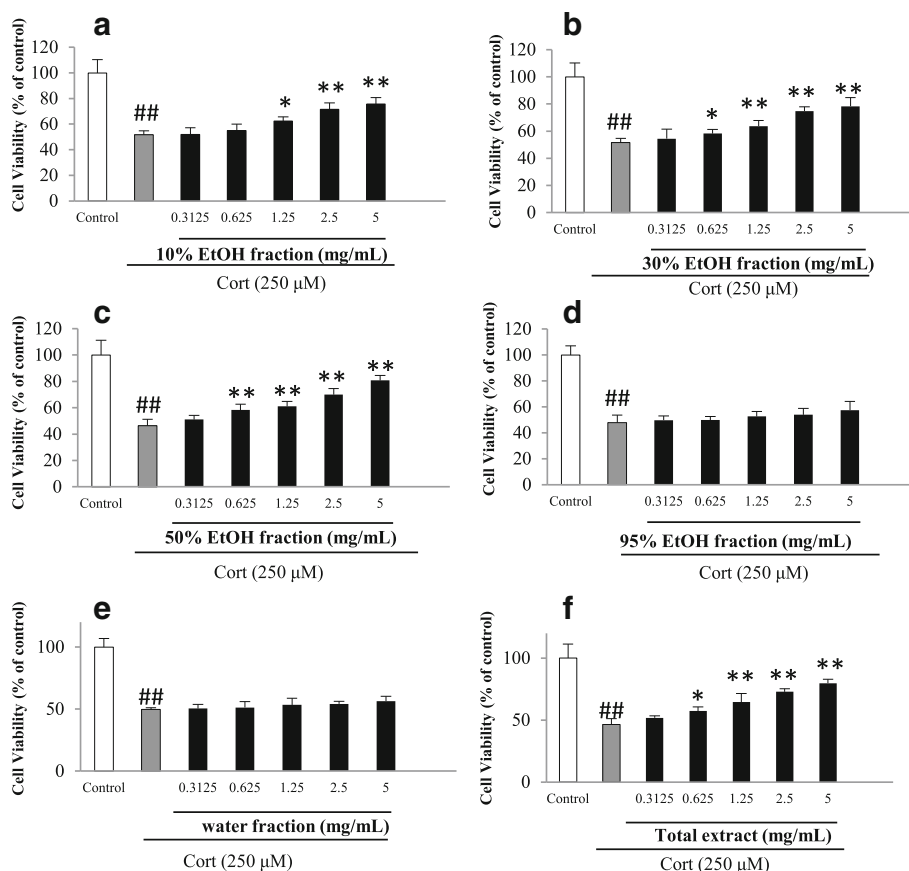 a
Cell Viability (% of control)
120
100
80
60
40
20
0
##
*
**
**
Control
0.3125 0.625 1.25 2.5 5
10% EtOH fraction (mg/mL)
Cort (250 μM)
b
Cell Viability (% of control)
120
100
80
60
40
20
0
##
*
**
**
**
Control
0.3125 0.625 1.25 2.5 5
30% EtOH fraction (mg/mL)
Cort (250 μM)
c
Cell Viability (% of control)
120
100
80
60
40
20
0
##
**
**
**
**
Control
0.3125 0.625 1.25 2.5 5
50% EtOH fraction (mg/mL)
Cort (250 μM)
d
Cell Viability (% of control)
120
100
80
60
40
20
0
##
Control
0.3125 0.625 1.25 2.5 5
95% EtOH fraction (mg/mL)
Cort (250 μM)
e
Cell Viability (% of control)
100
50
0
##
Control
0.3125 0.625 1.25 2.5 5
water fraction (mg/mL)
Cort (250 μM)
f
Cell Viability (% of control)
100
50
0
##
*
**
**
**
Control
0.3125 0.625 1.25 2.5 5
Total extract (mg/mL)
Cort (250 μM)